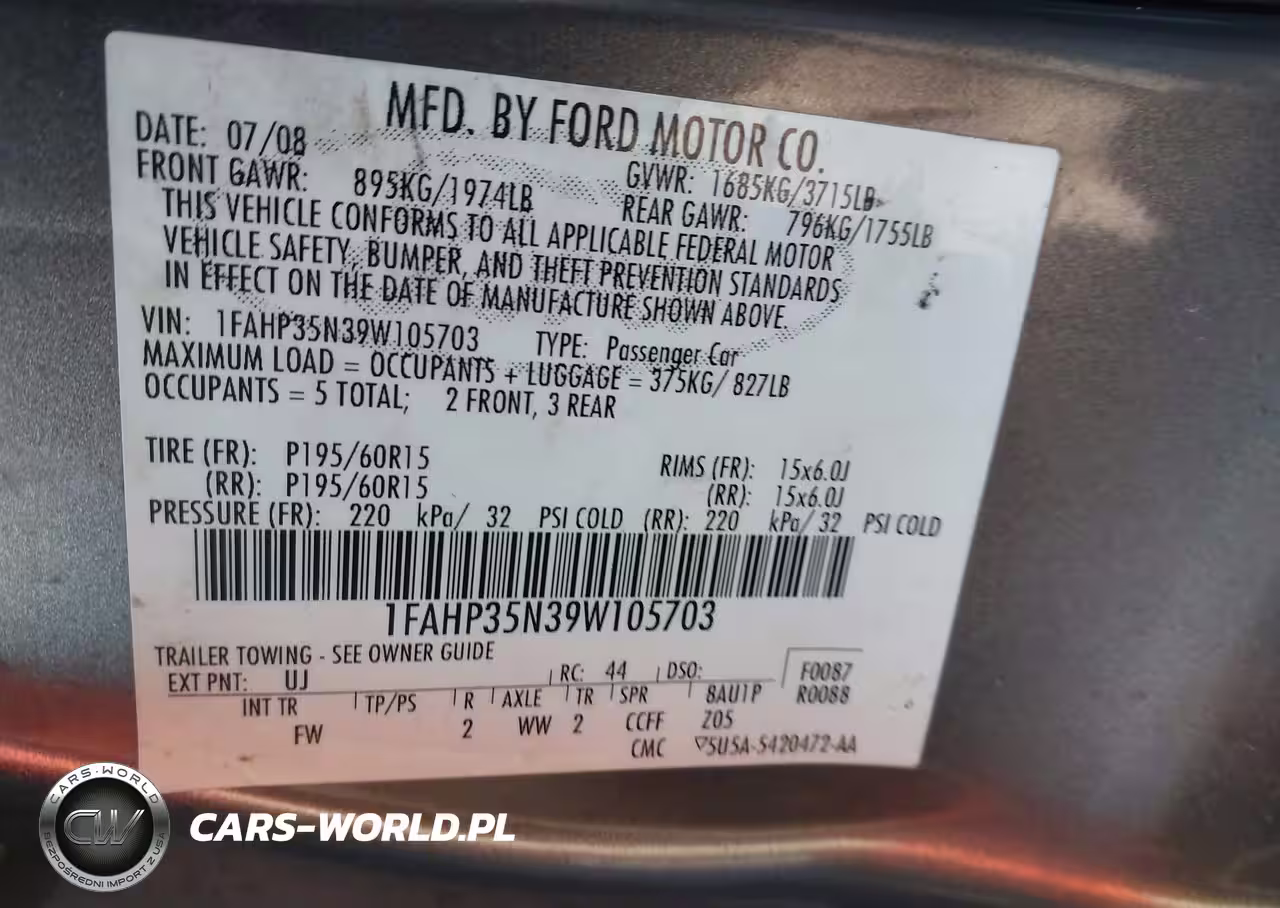 MFD. BY FORD MOTOR CO.
DATE: 07/08 GVWR: 1685KG/3715LB
FRONT GAWR: 895KG/1974LB REAR GAWR: 796KG/1755LB
THIS VEHICLE CONFORMS TO ALL APPLICABLE FEDERAL MOTOR
VEHICLE SAFETY, BUMPER, AND THEFT PREVENTION STANDARDS
IN EFFECT ON THE DATE OF MANUFACTURE SHOWN ABOVE.
VIN: 1FAHP35N39W105703 TYPE: Passenger Car
MAXIMUM LOAD = OCCUPANTS + LUGGAGE = 375KG/ 827LB
OCCUPANTS = 5 TOTAL; 2 FRONT, 3 REAR
TIRE (FR): P195/60R15 RIMS (FR): 15x6.0J
(RR): P195/60R15 (RR): 15x6.0J
PRESSURE (FR): 220 kPa/ 32 PSI COLD (RR): 220 kPa/ 32 PSI COLD
1FAHP35N39W105703
TRAILER TOWING - SEE OWNER GUIDE
EXT PNT: UJ RC: 44 DSO: F0087
INT TR TP/PS R AXLE TR SPR 8AU1P R0088
FW 2 WW 2 CCFF Z05
CMC ▽5U5A-5420472-AA
CARS-WORLD
CW
BEZPOŚREDNI IMPORT Z USA
CARS-WORLD.PL